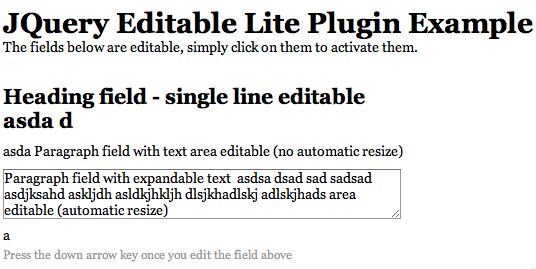 JQuery Editable Lite Plugin Example
The fields below are editable, simply click on them to activate them.
Heading field - single line editable
asda d
asda Paragraph field with text area editable (no automatic resize)
Paragraph field with expandable text  asdsa dsad sad sadsad
asdjksahd askljdh asldkjhkljh dlsjkhadlskj adlskjhads area
editable (automatic resize)
a
Press the down arrow key once you edit the field above